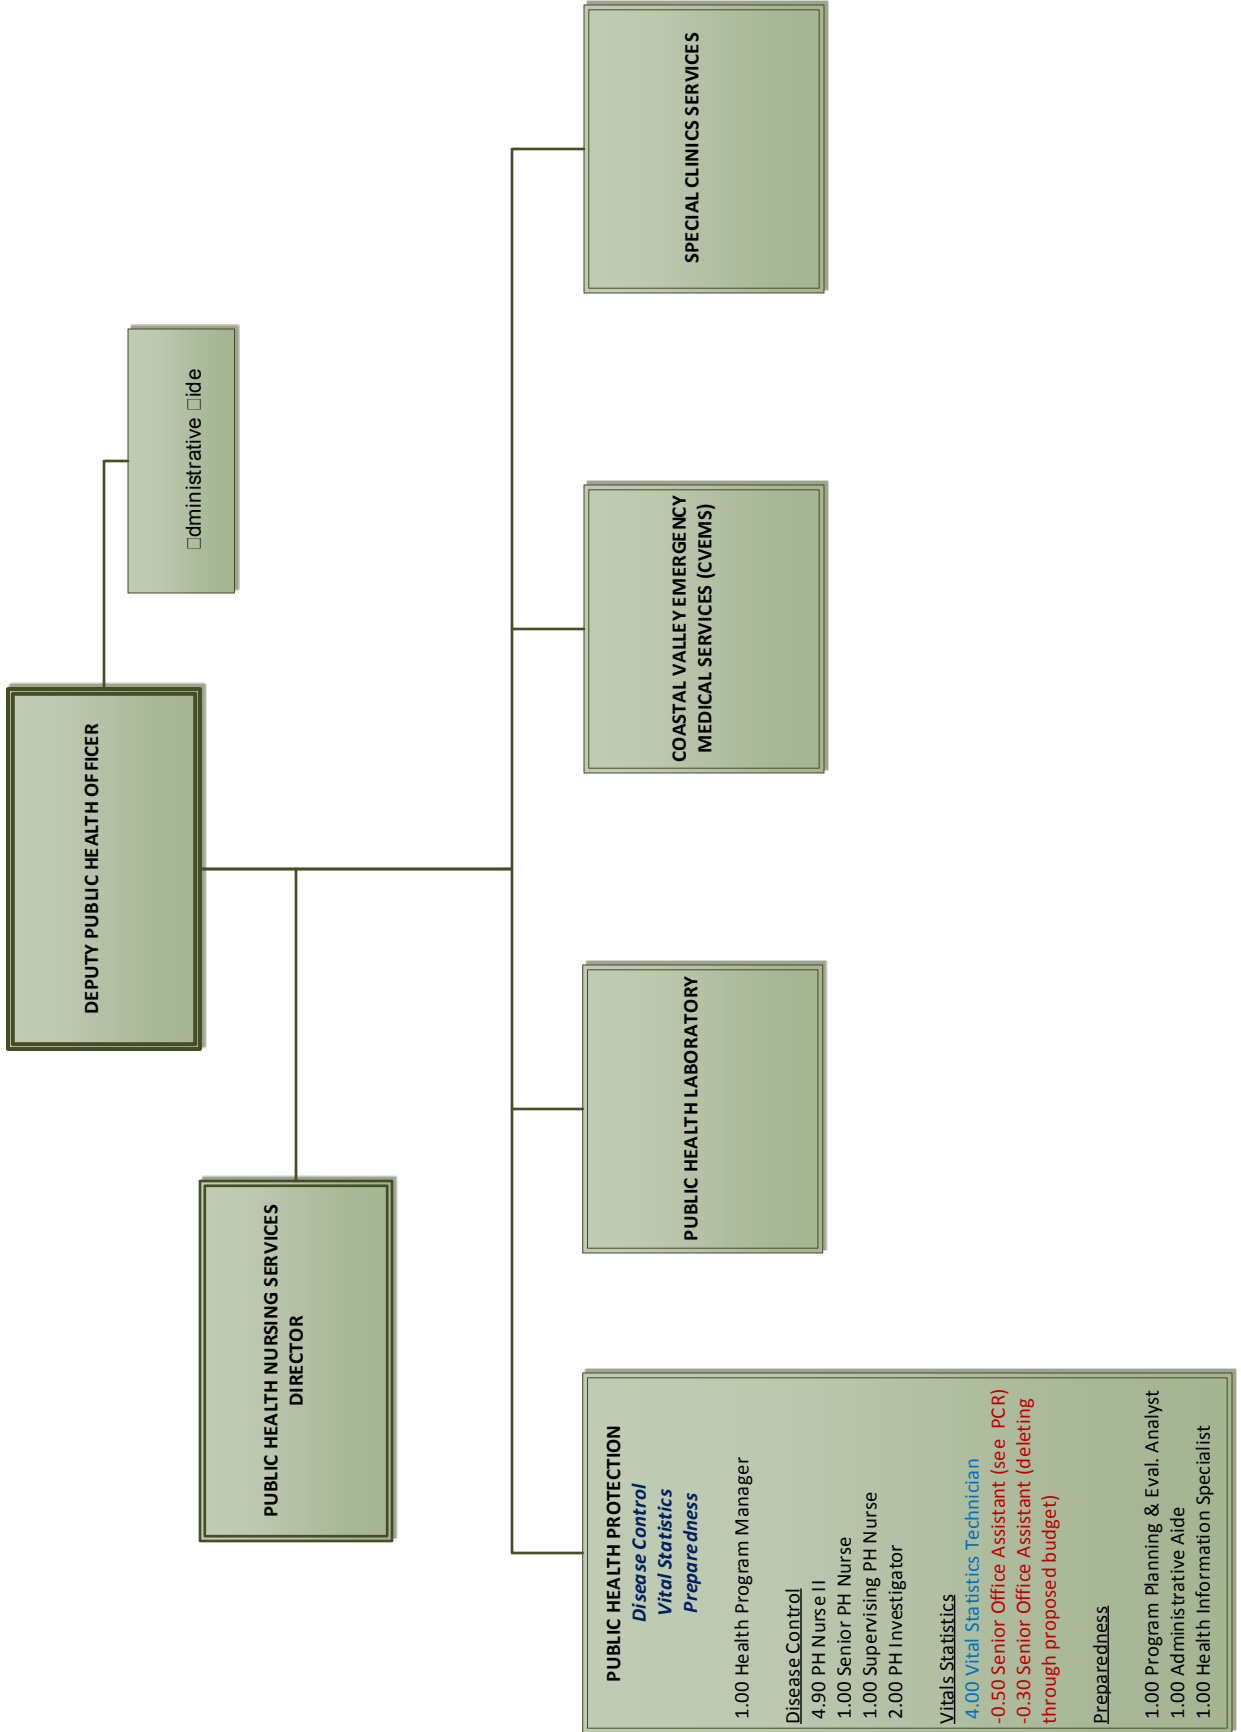 DEPUTY PUBLIC HEALTH OFFICER
□dministrative □ide
PUBLIC HEALTH NURSING SERVICES
DIRECTOR
PUBLIC HEALTH PROTECTION
Disease Control
Vital Statistics
Preparedness
1.00 Health Program Manager
Disease Control
4.90 PH Nurse II
1.00 Senior PH Nurse
1.00 Supervising PH Nurse
2.00 PH Investigator
Vitals Statistics
4.00 Vital Statistics Technician
-0.50 Senior Office Assistant (see PCR)
-0.30 Senior Office Assistant (deleting
through proposed budget)
Preparedness
1.00 Program Planning & Eval. Analyst
1.00 Administrative Aide
1.00 Health Information Specialist
PUBLIC HEALTH LABORATORY
COASTAL VALLEY EMERGENCY
MEDICAL SERVICES (CVEMS)
SPECIAL CLINICS SERVICES